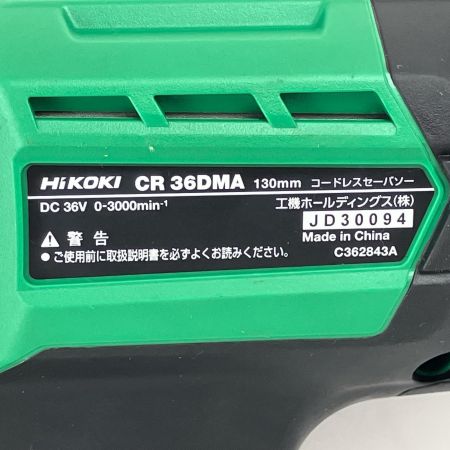 HiKOKI CR 36DMA 130mm コードレスセーバソー
DC 36V 0-3000min-1 工機ホールディングス(株)
JD30094
警告 Made in China
● ご使用前に取扱説明書を必ずよくお読みください。 C362843A